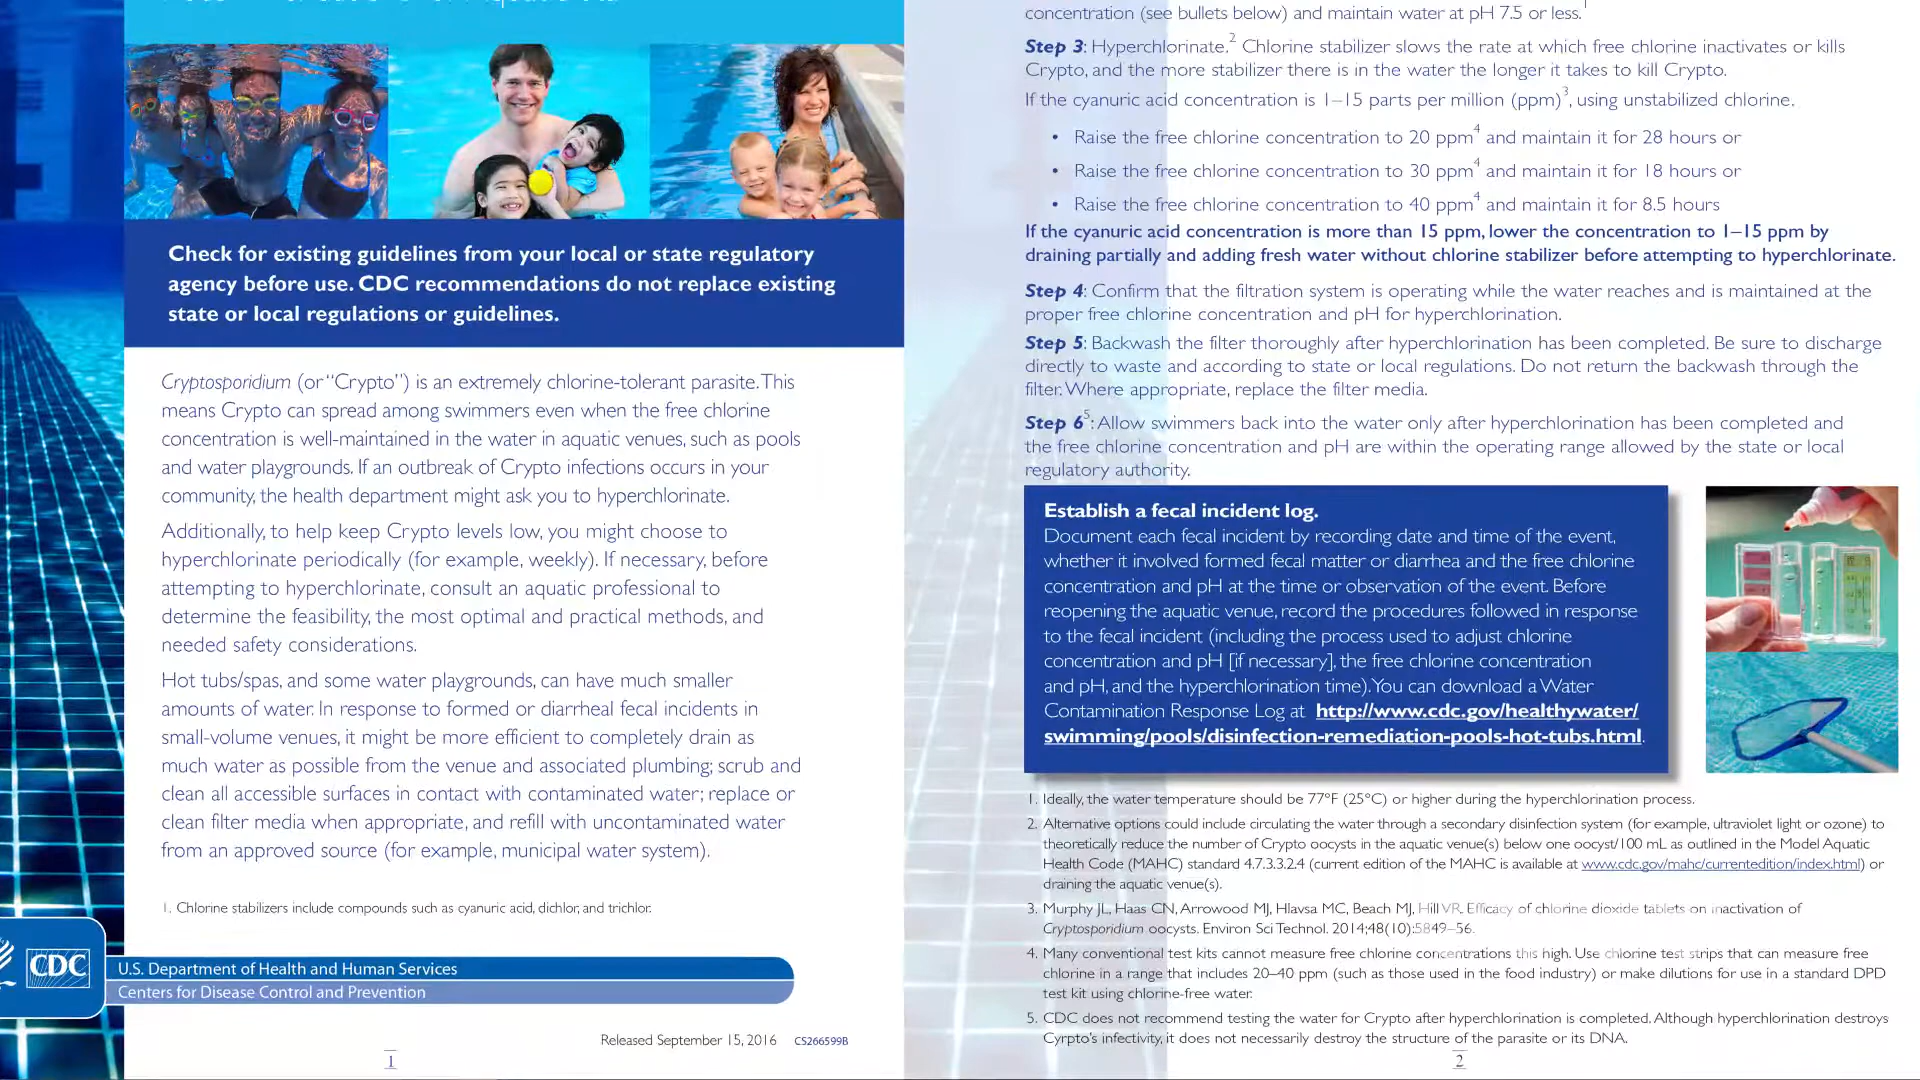 Check for existing guidelines from your local or state regulatory
agency before use. CDC recommendations do not replace existing
state or local regulations or guidelines.
Cryptosporidium (or “Crypto”) is an extremely chlorine-tolerant parasite. This
means Crypto can spread among swimmers even when the free chlorine
concentration is well-maintained in the water in aquatic venues, such as pools
and water playgrounds. If an outbreak of Crypto infections occurs in your
community, the health department might ask you to hyperchlorinate.
Additionally, to help keep Crypto levels low, you might choose to
hyperchlorinate periodically (for example, weekly). If necessary, before
attempting to hyperchlorinate, consult an aquatic professional to
determine the feasibility, the most optimal and practical methods, and
needed safety considerations.
Hot tubs/spas, and some water playgrounds, can have much smaller
amounts of water. In response to formed or diarrheal fecal incidents in
small-volume venues, it might be more efficient to completely drain as
much water as possible from the venue and associated plumbing; scrub and
clean all accessible surfaces in contact with contaminated water; replace or
clean filter media when appropriate, and refill with uncontaminated water
from an approved source (for example, municipal water system).
1. Chlorine stabilizers include compounds such as cyanuric acid, dichlor, and trichlor.
CDC
U.S. Department of Health and Human Services
Centers for Disease Control and Prevention
Released September 15, 2016 CS266599B
1
concentration (see bullets below) and maintain water at pH 7.5 or less.1
Step 3: Hyperchlorinate.2 Chlorine stabilizer slows the rate at which free chlorine inactivates or kills
Crypto, and the more stabilizer there is in the water the longer it takes to kill Crypto.
If the cyanuric acid concentration is 1–15 parts per million (ppm)3, using unstabilized chlorine.
• Raise the free chlorine concentration to 20 ppm4 and maintain it for 28 hours or
• Raise the free chlorine concentration to 30 ppm4 and maintain it for 18 hours or
• Raise the free chlorine concentration to 40 ppm4 and maintain it for 8.5 hours
If the cyanuric acid concentration is more than 15 ppm, lower the concentration to 1–15 ppm by
draining partially and adding fresh water without chlorine stabilizer before attempting to hyperchlorinate.
Step 4: Confirm that the filtration system is operating while the water reaches and is maintained at the
proper free chlorine concentration and pH for hyperchlorination.
Step 5: Backwash the filter thoroughly after hyperchlorination has been completed. Be sure to discharge
directly to waste and according to state or local regulations. Do not return the backwash through the
filter. Where appropriate, replace the filter media.
Step 65: Allow swimmers back into the water only after hyperchlorination has been completed and
the free chlorine concentration and pH are within the operating range allowed by the state or local
regulatory authority.
Establish a fecal incident log.
Document each fecal incident by recording date and time of the event,
whether it involved formed fecal matter or diarrhea and the free chlorine
concentration and pH at the time or observation of the event. Before
reopening the aquatic venue, record the procedures followed in response
to the fecal incident (including the process used to adjust chlorine
concentration and pH [if necessary], the free chlorine concentration
and pH, and the hyperchlorination time). You can download a Water
Contamination Response Log at http://www.cdc.gov/healthywater/
swimming/pools/disinfection-remediation-pools-hot-tubs.html.
1. Ideally, the water temperature should be 77°F (25°C) or higher during the hyperchlorination process.
2. Alternative options could include circulating the water through a secondary disinfection system (for example, ultraviolet light or ozone) to
theoretically reduce the number of Crypto oocysts in the aquatic venue(s) below one oocyst/100 mL as outlined in the Model Aquatic
Health Code (MAHC) standard 4.7.3.3.2.4 (current edition of the MAHC is available at www.cdc.gov/mahc/currentedition/index.html) or
draining the aquatic venue(s).
3. Murphy JL, Haas CN, Arrowood MJ, Hlavsa MC, Beach MJ, Hill VR. Efficacy of chlorine dioxide tablets on inactivation of
Cryptosporidium oocysts. Environ Sci Technol. 2014;48(10):5849–56.
4. Many conventional test kits cannot measure free chlorine concentrations this high. Use chlorine test strips that can measure free
chlorine in a range that includes 20–40 ppm (such as those used in the food industry) or make dilutions for use in a standard DPD
test kit using chlorine-free water.
5. CDC does not recommend testing the water for Crypto after hyperchlorination is completed. Although hyperchlorination destroys
Cyrpto’s infectivity, it does not necessarily destroy the structure of the parasite or its DNA.
2